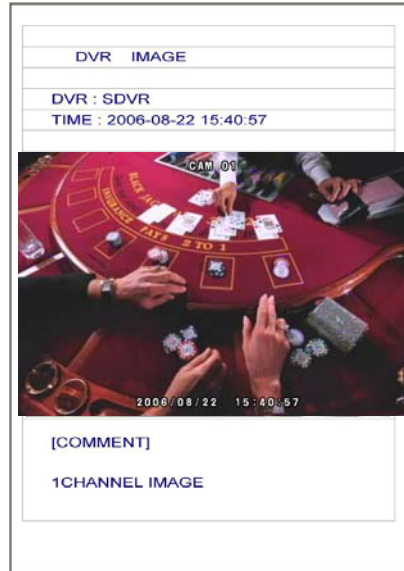 DVR IMAGE
DVR : SDVR
TIME : 2006-08-22 15:40:57
CAM 01
BLACK JACK
INSURANCE PAYS 2 TO 1
2006/08/22 15:40:57
[COMMENT]
1CHANNEL IMAGE